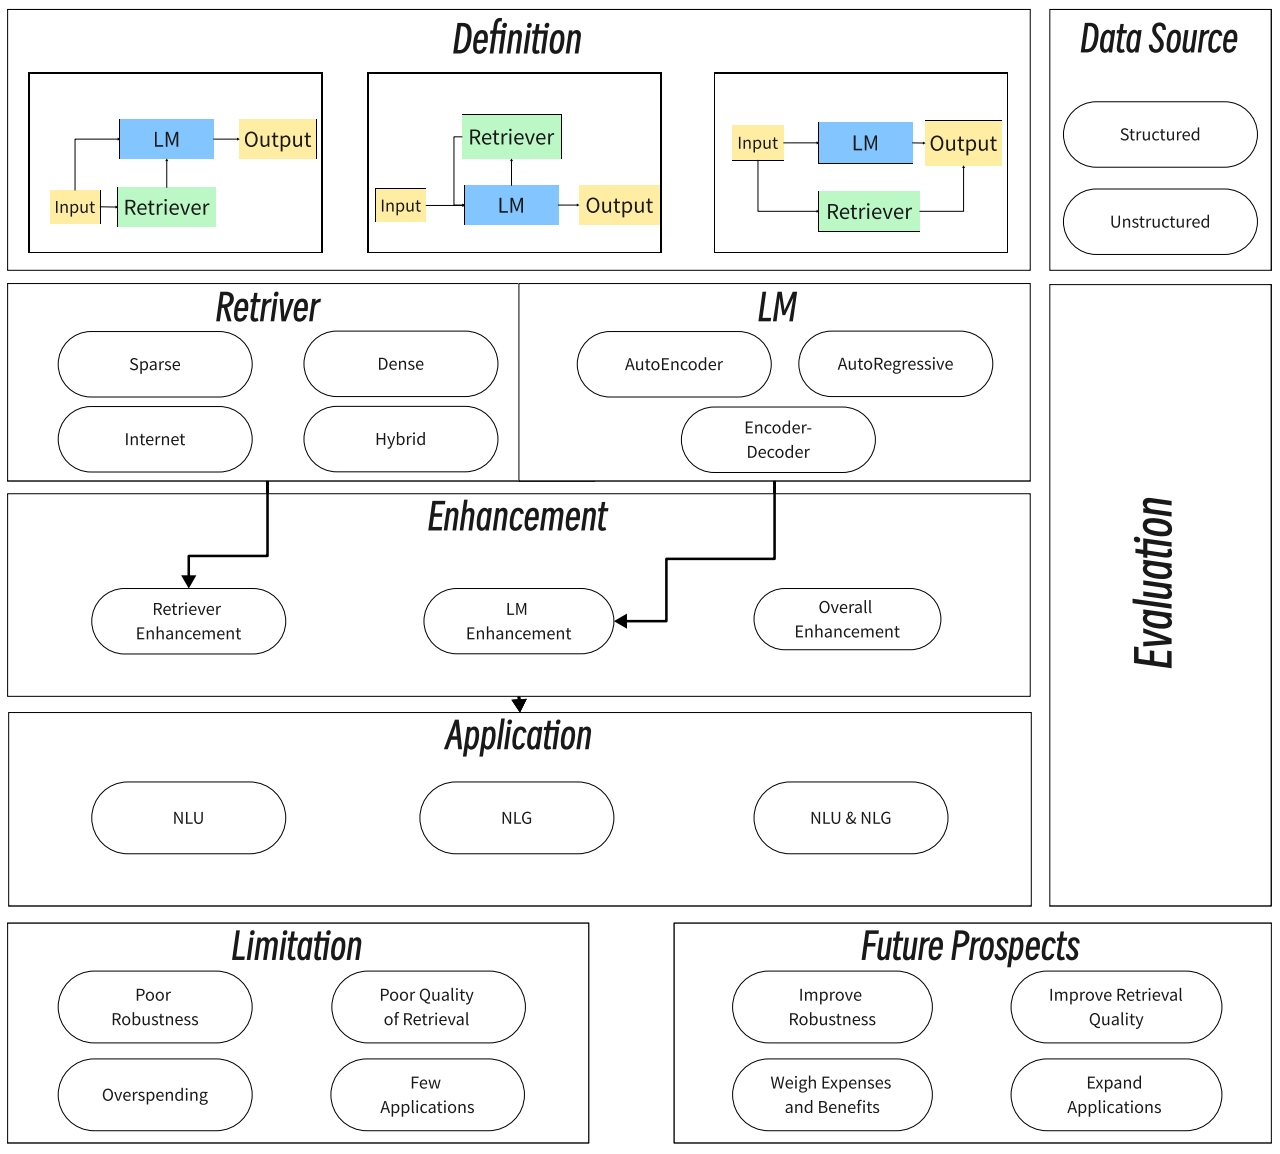 Definition
LM
Output
Input
Retriever
Retriever
Input
LM
Output
Input
LM
Output
Retriever
Data Source
Structured
Unstructured
Retriver
Sparse
Dense
Internet
Hybrid
LM
AutoEncoder
AutoRegressive
Encoder-
Decoder
Enhancement
Retriever
Enhancement
LM
Enhancement
Overall
Enhancement
Application
NLU
NLG
NLU & NLG
Evaluation
Limitation
Poor
Robustness
Poor Quality
of Retrieval
Overspending
Few
Applications
Future Prospects
Improve
Robustness
Improve Retrieval
Quality
Weigh Expenses
and Benefits
Expand
Applications